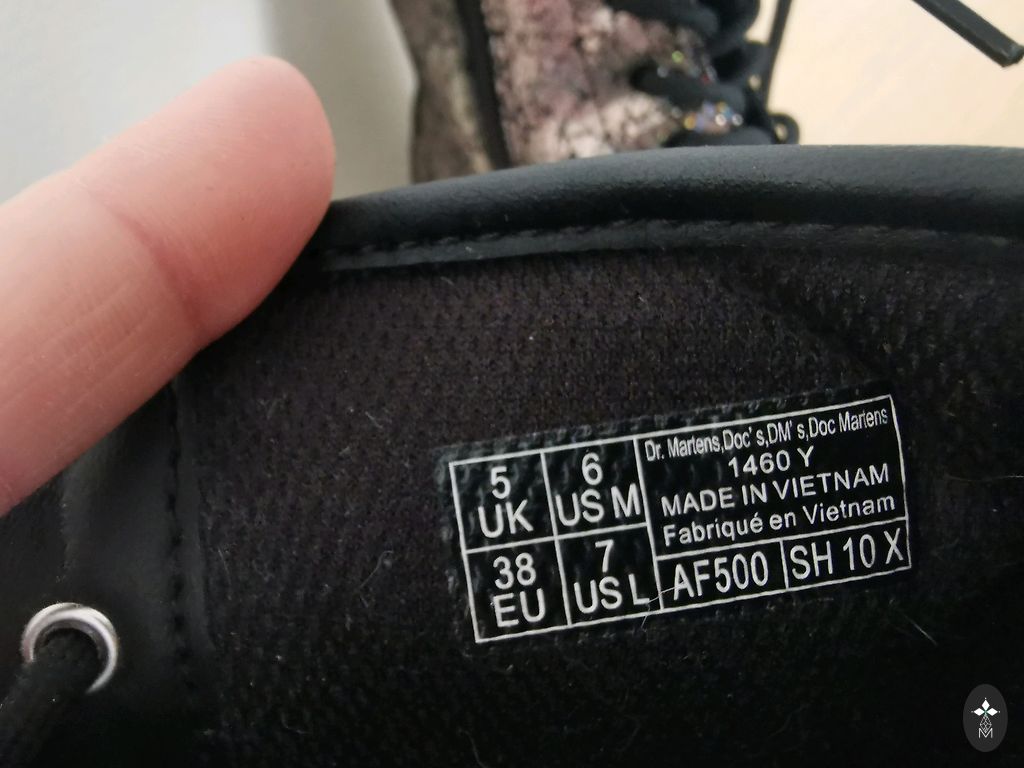 5
UK
6
US M
38
EU
7
US L
Dr. Martens,Doc' s,DM' s,Doc Martens
1460 Y
MADE IN VIETNAM
Fabriqué en Vietnam
AF500
SH 10 X
M